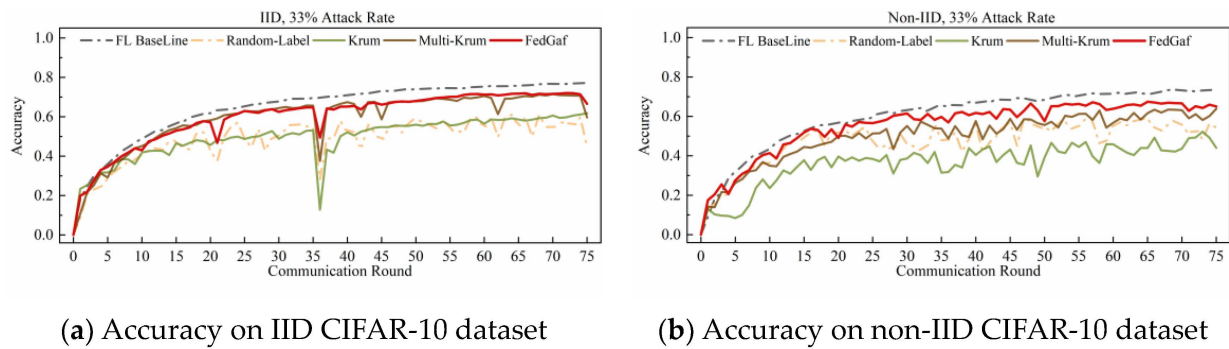 IID, 33% Attack Rate
FL BaseLine Random-Label Krum Multi-Krum FedGaf
1.0
0.8
0.6
0.4
0.2
0.0
Accuracy
0 5 10 15 20 25 30 35 40 45 50 55 60 65 70 75
Communication Round
(a) Accuracy on IID CIFAR-10 dataset
Non-IID, 33% Attack Rate
FL BaseLine Random-Label Krum Multi-Krum FedGaf
1.0
0.8
0.6
0.4
0.2
0.0
Accuracy
0 5 10 15 20 25 30 35 40 45 50 55 60 65 70 75
Communication Round
(b) Accuracy on non-IID CIFAR-10 dataset